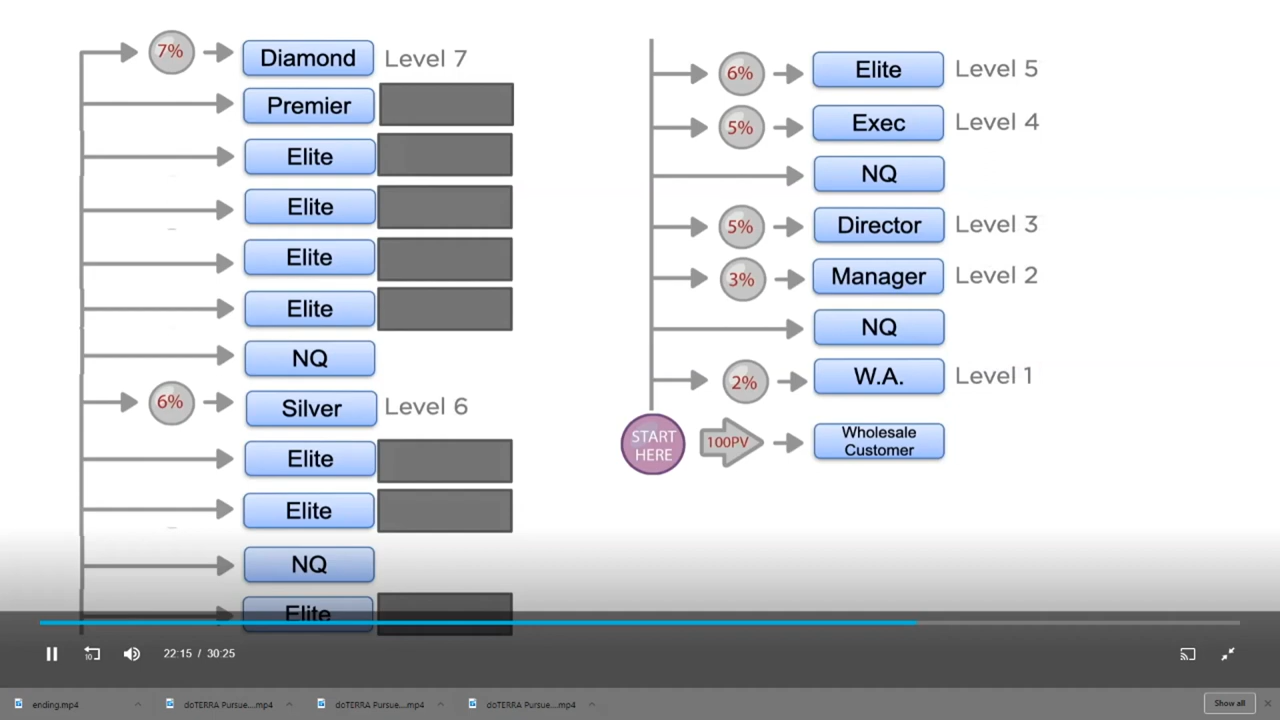 7%
Diamond
Level 7
Premier
Elite
Elite
Elite
Elite
NQ
6%
Silver
Level 6
Elite
Elite
NQ
Elite
6%
Elite
Level 5
5%
Exec
Level 4
NQ
5%
Director
Level 3
3%
Manager
Level 2
NQ
2%
W.A.
Level 1
START
HERE
100PV
Wholesale
Customer
10
22:15 / 30:25
ending.mp4
doTERRA Pursue....mp4
doTERRA Pursue....mp4
doTERRA Pursue....mp4
Show all